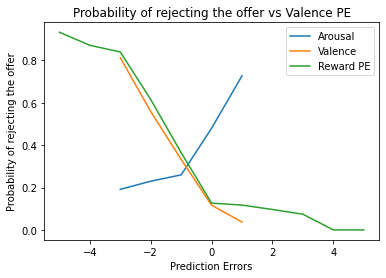 Probability of rejecting the offer vs Valence PE
Probability of rejecting the offer
0.8
0.6
0.4
0.2
0.0
Arousal
Valence
Reward PE
−4
−2
0
2
4
Prediction Errors